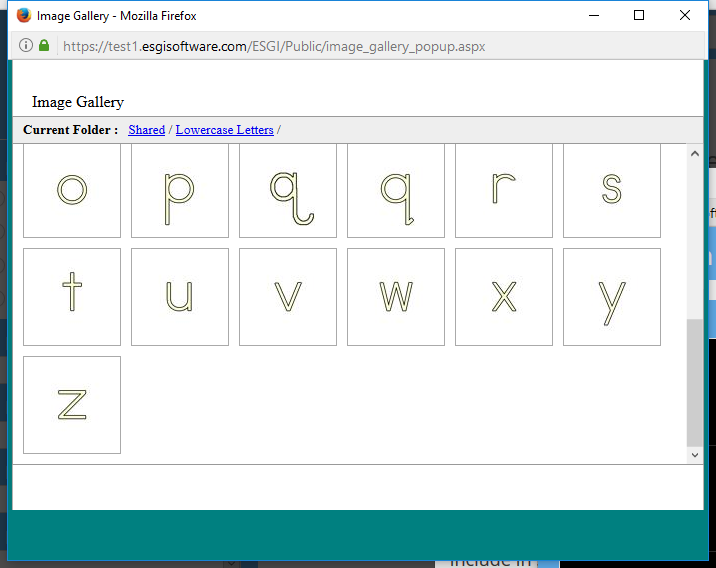 Image Gallery - Mozilla Firefox
https://test1.esgisoftware.com/ESGI/Public/image_gallery_popup.aspx
Image Gallery
Current Folder : Shared / Lowercase Letters /
o p q q r s
t u v w x y
z
include in